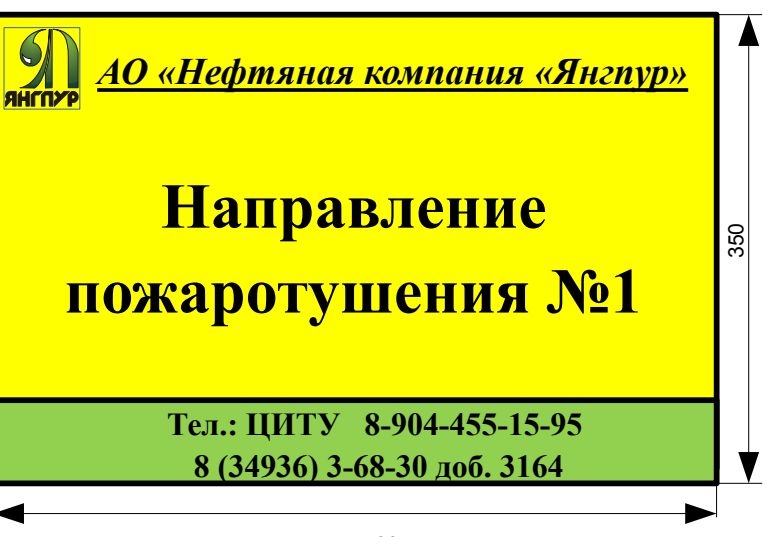 АО «Нефтяная компания «Янгпур»
ЯНГПУР
Направление
пожаротушения №1
350
Тел.: ЦИТУ 8-904-455-15-95
8 (34936) 3-68-30 доб. 3164